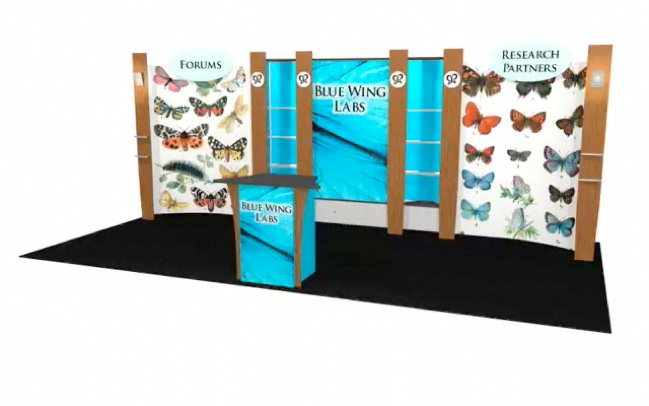 Forums
Research
Partners
Blue Wing
Labs
Blue Wing
Labs